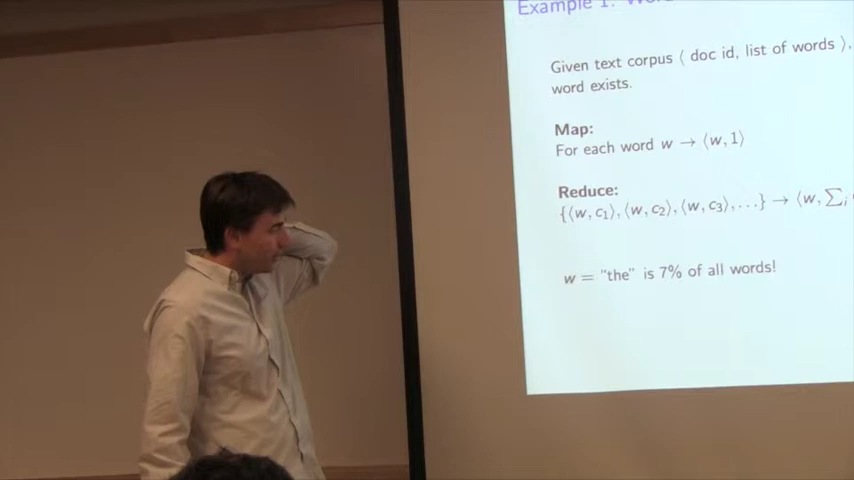 Example 1:
Given text corpus ⟨ doc id, list of words ⟩,
word exists.
Map:
For each word w → ⟨w, 1⟩
Reduce:
{⟨w, c₁⟩, ⟨w, c₂⟩, ⟨w, c₃⟩, . . .} → ⟨w, ∑ᵢ
w = "the" is 7% of all words!